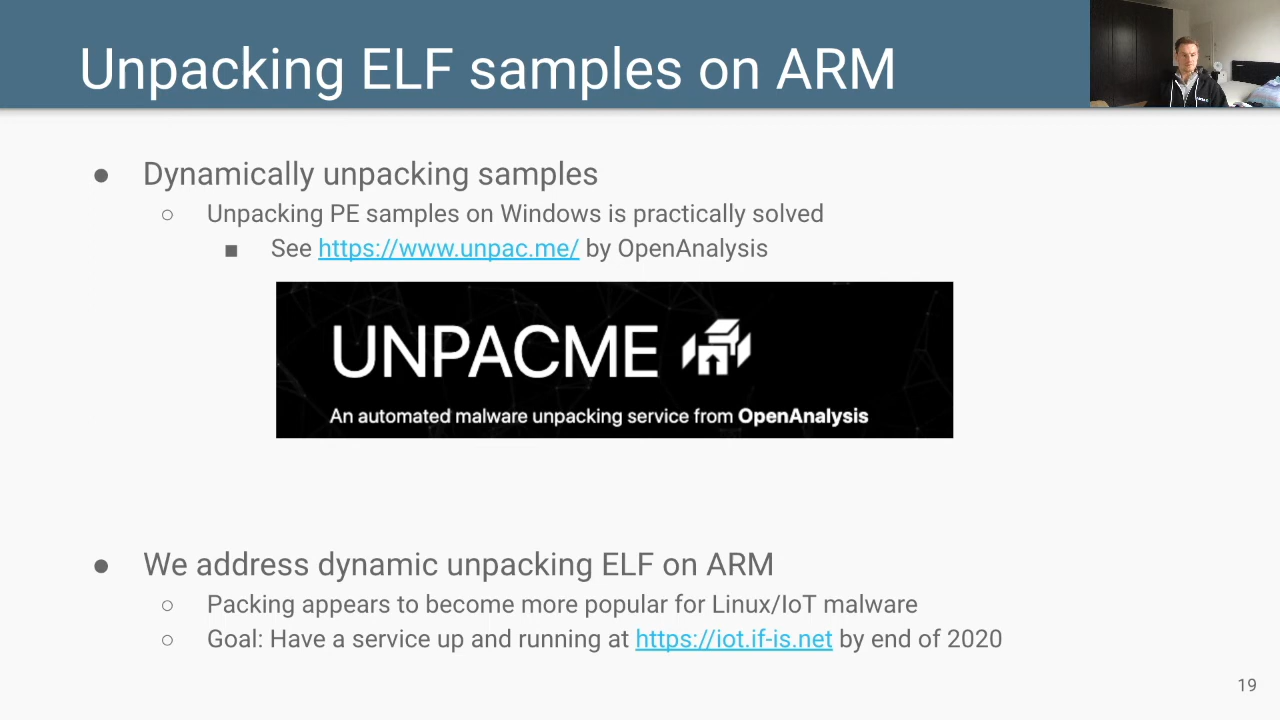 Unpacking ELF samples on ARM
● Dynamically unpacking samples
○ Unpacking PE samples on Windows is practically solved
■ See https://www.unpac.me/ by OpenAnalysis
UNPACME
An automated malware unpacking service from OpenAnalysis
● We address dynamic unpacking ELF on ARM
○ Packing appears to become more popular for Linux/IoT malware
○ Goal: Have a service up and running at https://iot.if-is.net by end of 2020
19